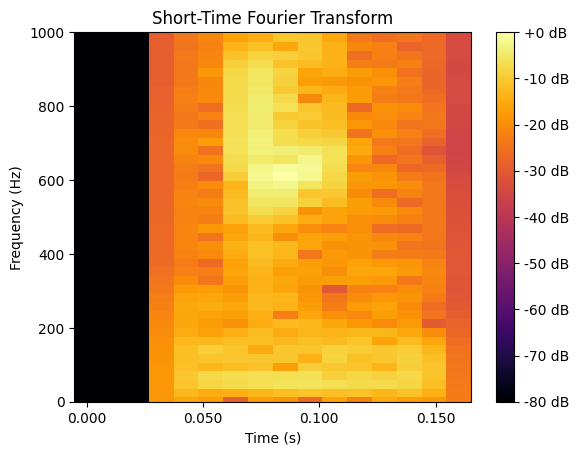 Short-Time Fourier Transform
1000
800
600
400
200
0
Frequency (Hz)
0.000
0.050
0.100
0.150
Time (s)
+0 dB
-10 dB
-20 dB
-30 dB
-40 dB
-50 dB
-60 dB
-70 dB
-80 dB